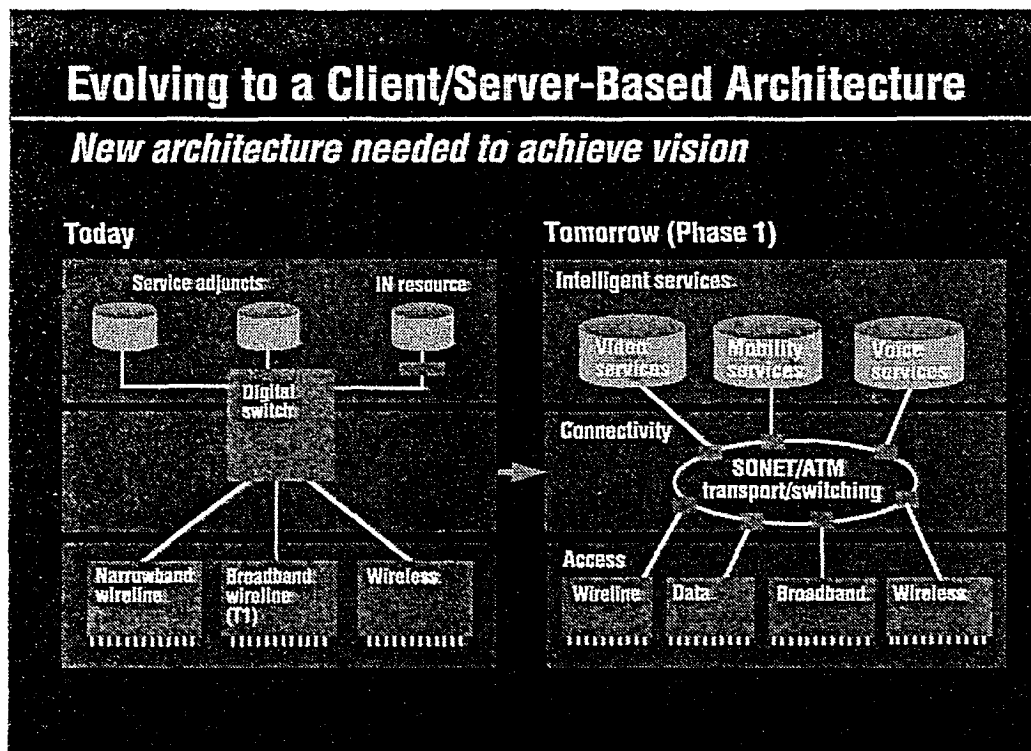 Evolving to a Client/Server-Based Architecture
New architecture needed to achieve vision
Today
Service adjuncts
IN resource
Digital
switch
Narrowband
wireline
Broadband
wireline
(T1)
Wireless
Tomorrow (Phase 1)
Intelligent services
Video
services
Mobility
services
Voice
services
Connectivity
SONET/ATM
transport/switching
Access
Wireline
Data
Broadband
Wireless